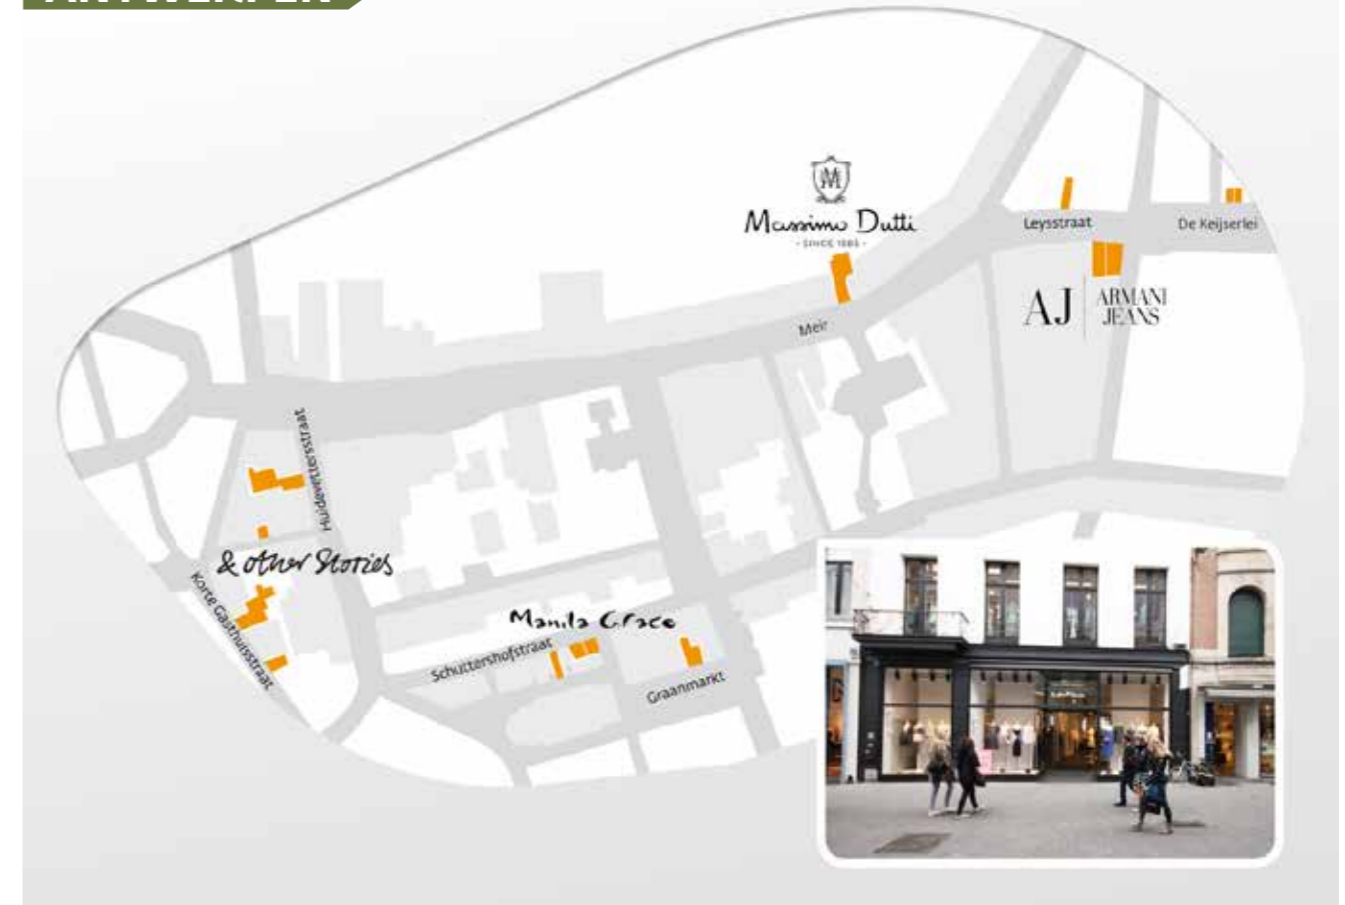 ANTWERPEN
M
Massimo Dutti
- SINCE 1985 -
Leysstraat
De Keijserlei
AJ
ARMANI
JEANS
Meir
Huidevettersstraat
& other Stories
Korte Gasthuisstraat
Manila Grace
Schuttershofstraat
Graanmarkt